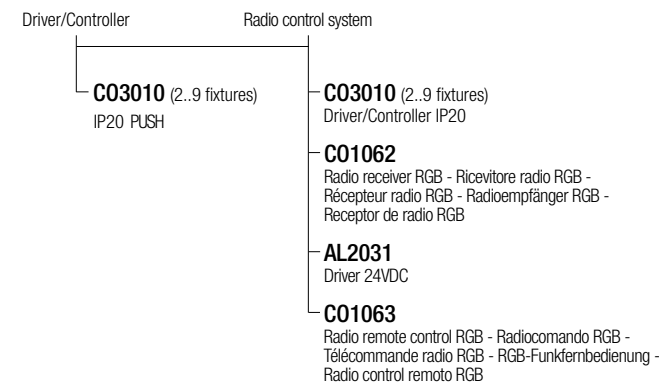 Driver/Controller
Radio control system
CO3010 (2..9 fixtures)
IP20 PUSH
CO3010 (2..9 fixtures)
Driver/Controller IP20
CO1062
Radio receiver RGB - Ricevitore radio RGB -
Récepteur radio RGB - Radioempfänger RGB -
Receptor de radio RGB
AL2031
Driver 24VDC
CO1063
Radio remote control RGB - Radiocomando RGB -
Télécommande radio RGB - RGB-Funkfernbedienung -
Radio control remoto RGB